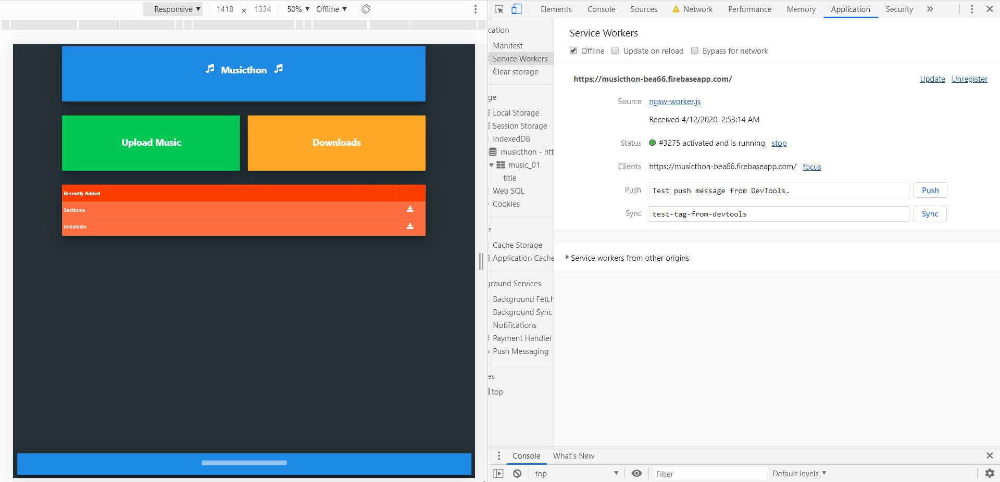 Responsive ▼ 1418 × 1334 50% ▼ Offline ▼
Musicthon
Upload Music
Downloads
Recently Added
Backbone
MithiMithi
Elements Console Sources Network Performance Memory Application Security »
cation
Manifest
Service Workers
Clear storage
ge
Local Storage
Session Storage
IndexedDB
musicthon - htt
music_01
title
Web SQL
Cookies
e
Cache Storage
Application Cache
ground Services
Background Fetch
Background Sync
Notifications
Payment Handler
Push Messaging
es
top
Service Workers
Offline Update on reload Bypass for network
https://musicthon-bea66.firebaseapp.com/ Update Unregister
Source ngsw-worker.js
Received 4/12/2020, 2:53:14 AM
Status #3275 activated and is running stop
Clients https://musicthon-bea66.firebaseapp.com/ focus
Push Test push message from DevTools. Push
Sync test-tag-from-devtools Sync
Service workers from other origins
Console What's New
top ▼ Filter Default levels ▼